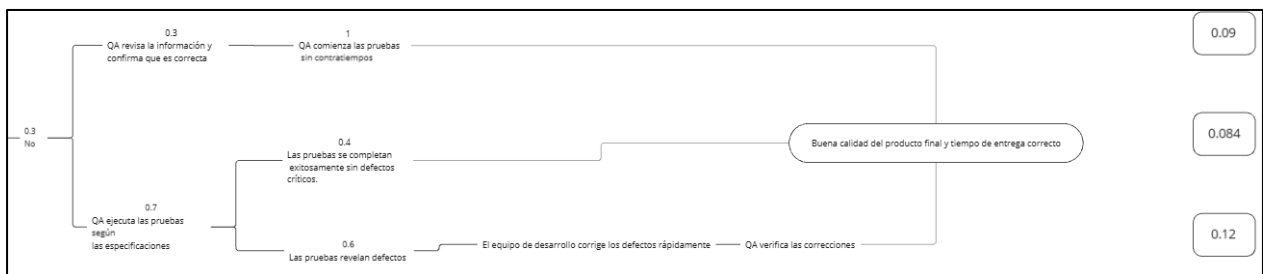 0.3
No
0.3
QA revisa la información y
confirma que es correcta
1
QA comienza las pruebas
sin contratiempos
0.09
0.4
Las pruebas se completan
exitosamente sin defectos
críticos.
Buena calidad del producto final y tiempo de entrega correcto
0.084
0.7
QA ejecuta las pruebas
según
las especificaciones
0.6
Las pruebas revelan defectos
El equipo de desarrollo corrige los defectos rápidamente
QA verifica las correcciones
0.12